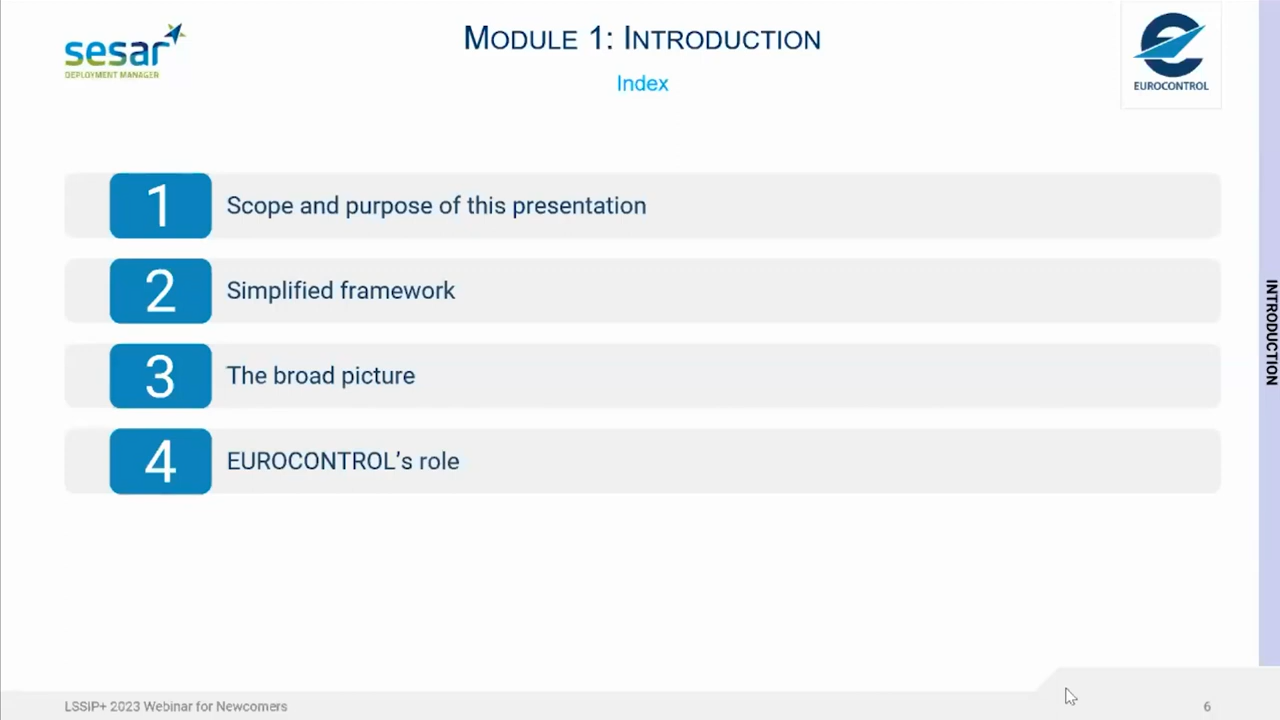 sesar
DEPLOYMENT MANAGER
MODULE 1: INTRODUCTION
Index
EUROCONTROL
1 Scope and purpose of this presentation
2 Simplified framework
3 The broad picture
4 EUROCONTROL’s role
INTRODUCTION
LSSIP+ 2023 Webinar for Newcomers
6